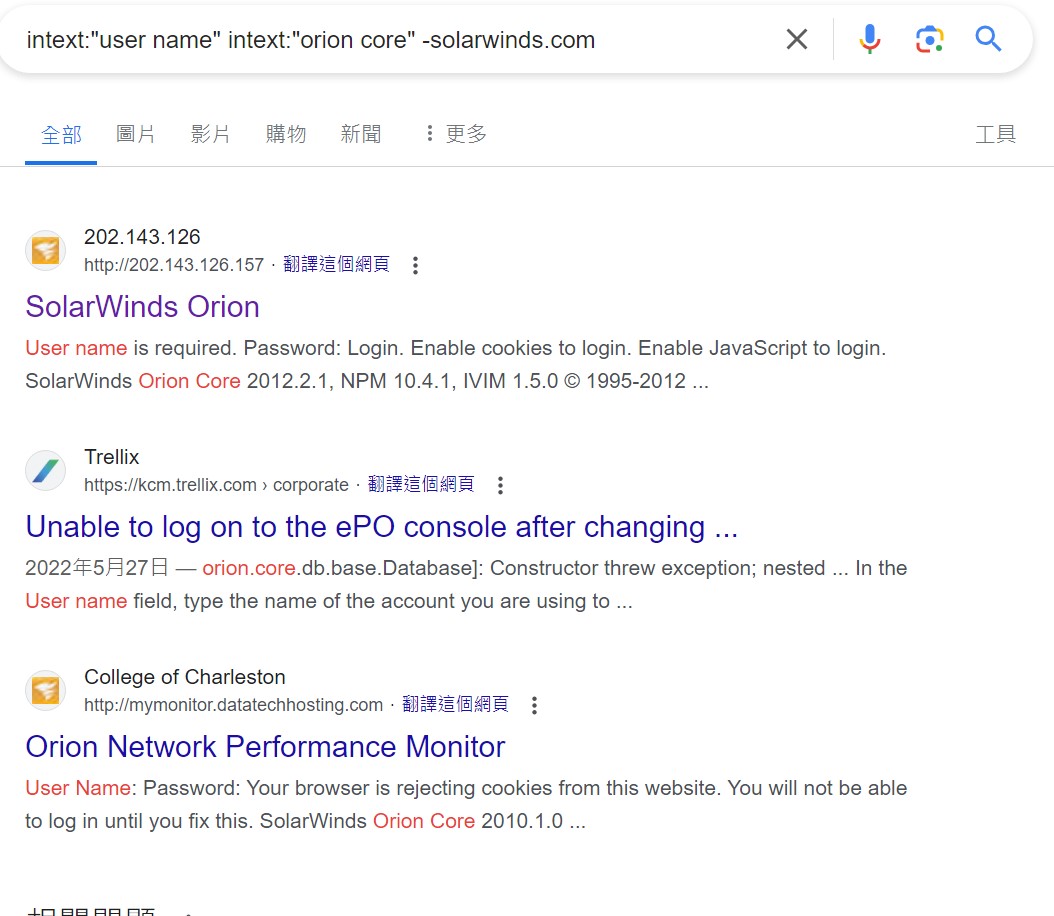 intext:"user name" intext:"orion core" -solarwinds.com
全部 圖片 影片 購物 新聞 更多 工具
202.143.126
http://202.143.126.157 · 翻譯這個網頁
SolarWinds Orion
User name is required. Password: Login. Enable cookies to login. Enable JavaScript to login.
SolarWinds Orion Core 2012.2.1, NPM 10.4.1, IVIM 1.5.0 © 1995-2012 ...
Trellix
https://kcm.trellix.com › corporate · 翻譯這個網頁
Unable to log on to the ePO console after changing ...
2022年5月27日 — orion.core.db.base.Database]: Constructor threw exception; nested ... In the
User name field, type the name of the account you are using to ...
College of Charleston
http://mymonitor.datatechhosting.com · 翻譯這個網頁
Orion Network Performance Monitor
User Name: Password: Your browser is rejecting cookies from this website. You will not be able
to log in until you fix this. SolarWinds Orion Core 2010.1.0 ...